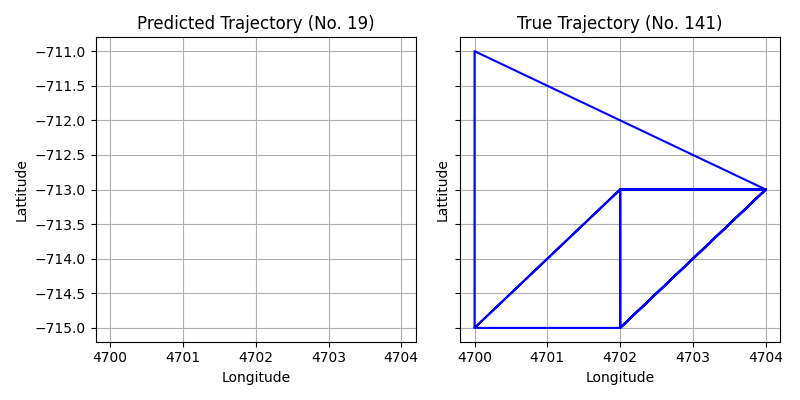 Predicted Trajectory (No. 19)
True Trajectory (No. 141)
−711.0
−711.5
−712.0
−712.5
−713.0
−713.5
−714.0
−714.5
−715.0
Lattitude
Lattitude
4700 4701 4702 4703 4704
4700 4701 4702 4703 4704
Longitude
Longitude